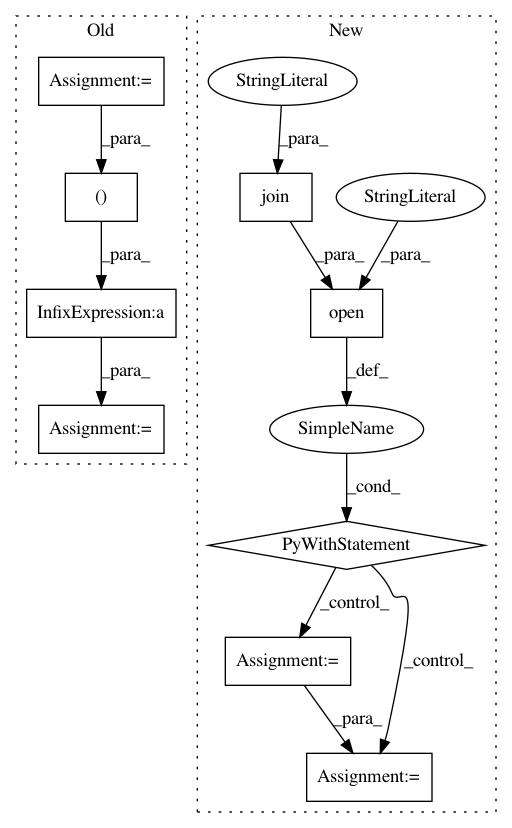 Old
New
Assignment:=
StringLiteral
_para_
_para_
()
join
StringLiteral
_para_
_para_
_para_
InfixExpression:a
open
_para_
_def_
Assignment:=
SimpleName
_cond_
PyWithStatement
_control_
Assignment:=
_control_
_para_
Assignment:=